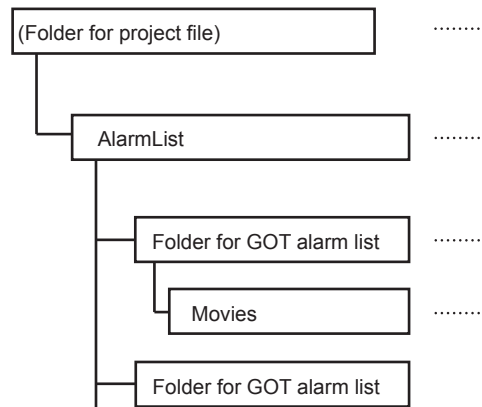 (Folder for project file)
AlarmList
Folder for GOT alarm list
Movies
Folder for GOT alarm list